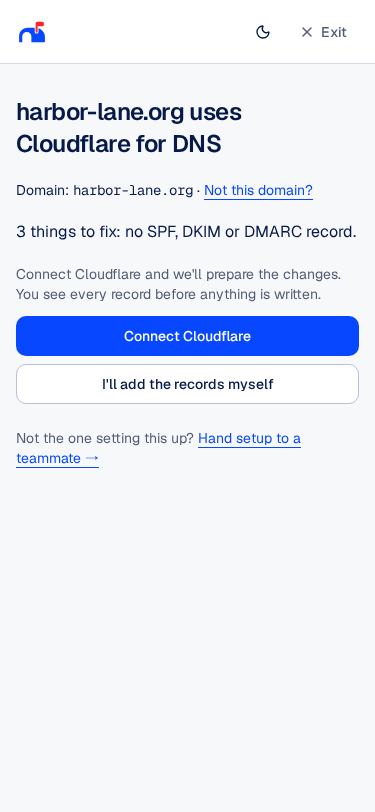 Exit
harbor-lane.org uses
Cloudflare for DNS
Domain: harbor-lane.org · Not this domain?
3 things to fix: no SPF, DKIM or DMARC record.
Connect Cloudflare and we'll prepare the changes.
You see every record before anything is written.
Connect Cloudflare
I'll add the records myself
Not the one setting this up? Hand setup to a
teammate →